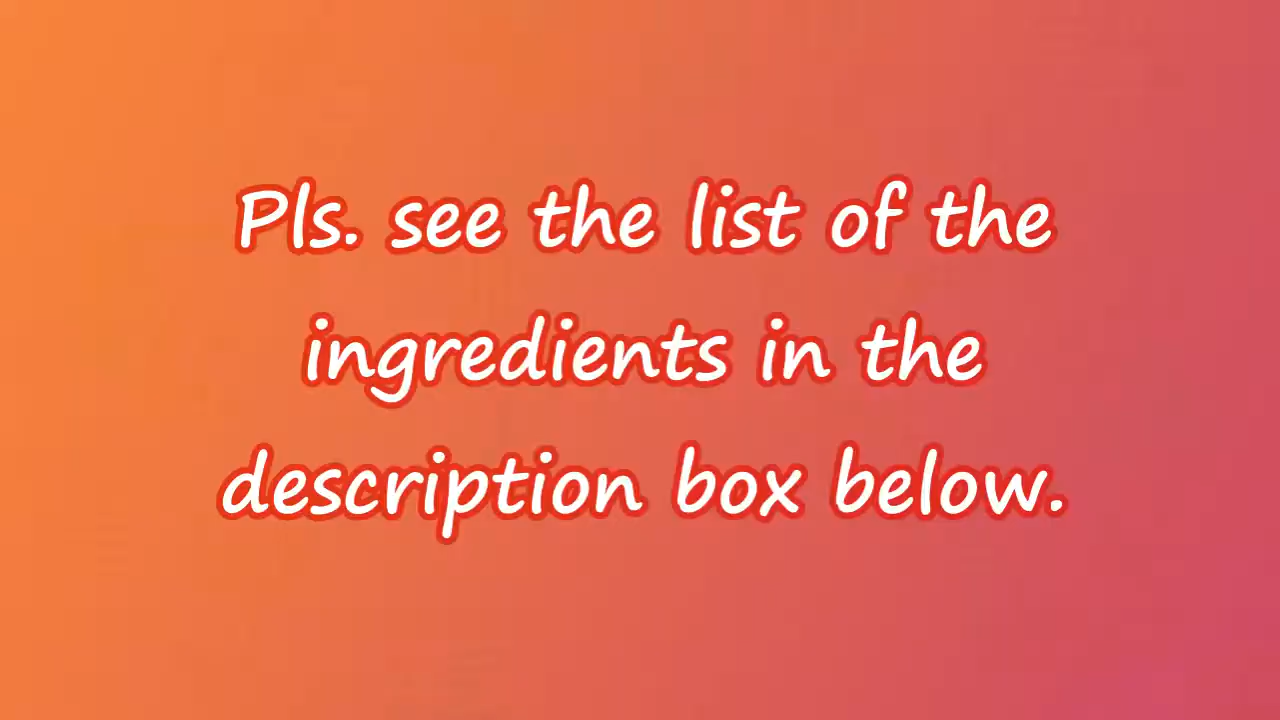 Pls. see the list of the
ingredients in the
description box below.